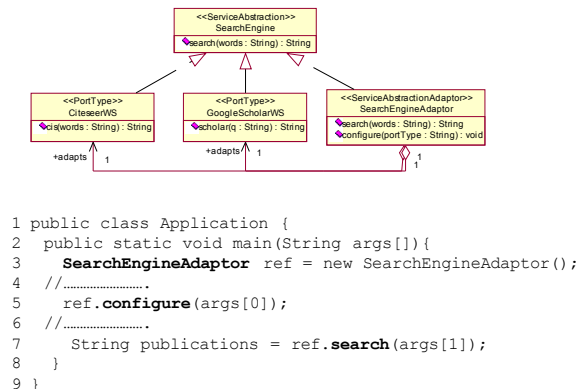 <<ServiceAbstraction>>
SearchEngine
search(words : String) : String
<<PortType>>
CiteseerWS
cis(words : String) : String
<<PortType>>
GoogleScholarWS
scholar(q : String) : String
<<ServiceAbstractionAdaptor>>
SearchEngineAdaptor
search(words : String) : String
configure(portType : String) : void
+adapts 1
+adapts 1
1
1
1 public class Application {
2 public static void main(String args[]){
3 SearchEngineAdaptor ref = new SearchEngineAdaptor();
4 //…………………….
5 ref.configure(args[0]);
6 //…………………….
7 String publications = ref.search(args[1]);
8 }
9 }